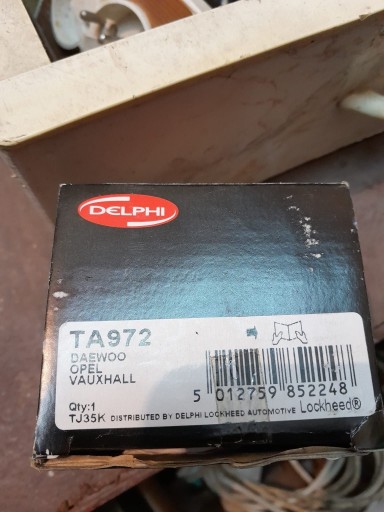 DELPHI
TA972
DAEWOO
OPEL
VAUXHALL
5 012759 852248
Qty:1
TJ35K DISTRIBUTED BY DELPHI LOCKHEED AUTOMOTIVE Lockheed®